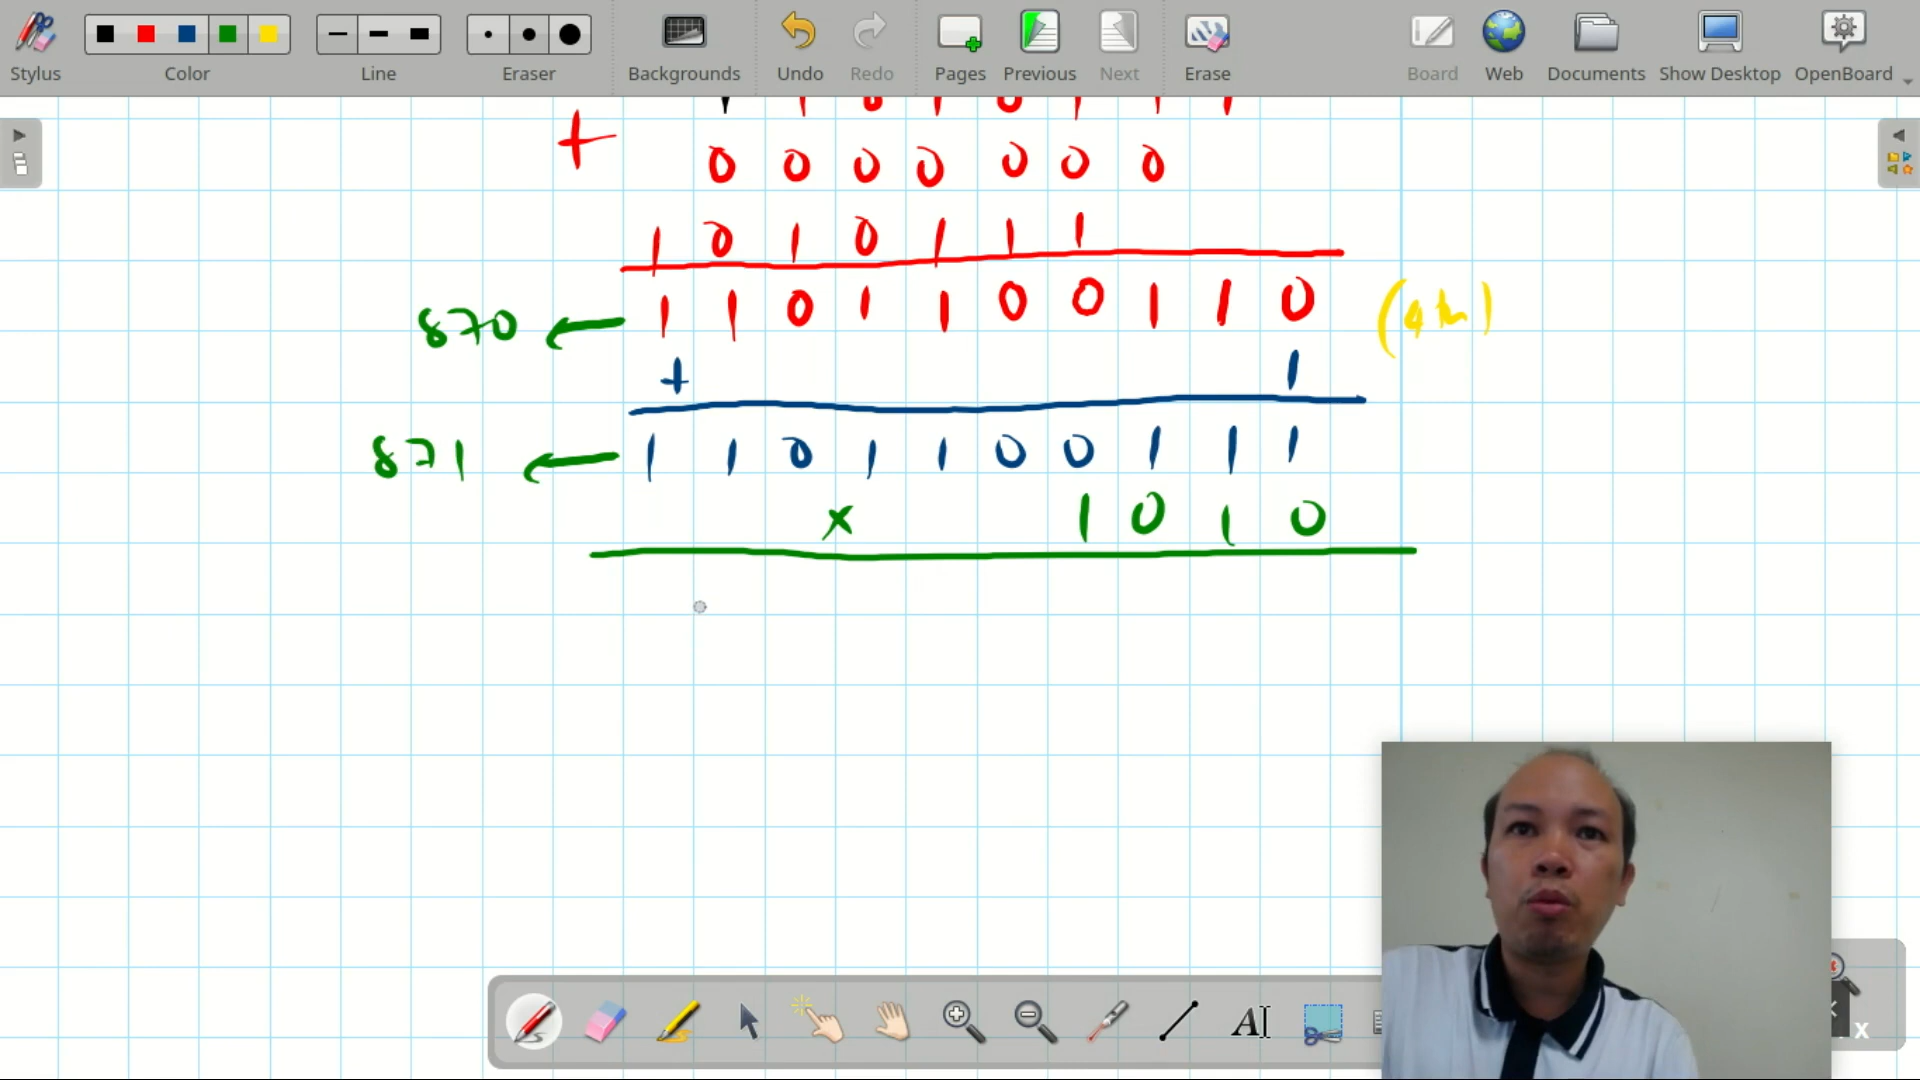 Stylus Color Line Eraser Backgrounds Undo Redo Pages Previous Next Erase Board Web Documents Show Desktop OpenBoard
+
0 0 0 0 0 0 0
1 0 1 0 1 1 1
870 ← 1 1 0 1 1 0 0 1 1 0
+ 1
871 ← 1 1 0 1 1 0 0 1 1 1
x 1 0 1 0